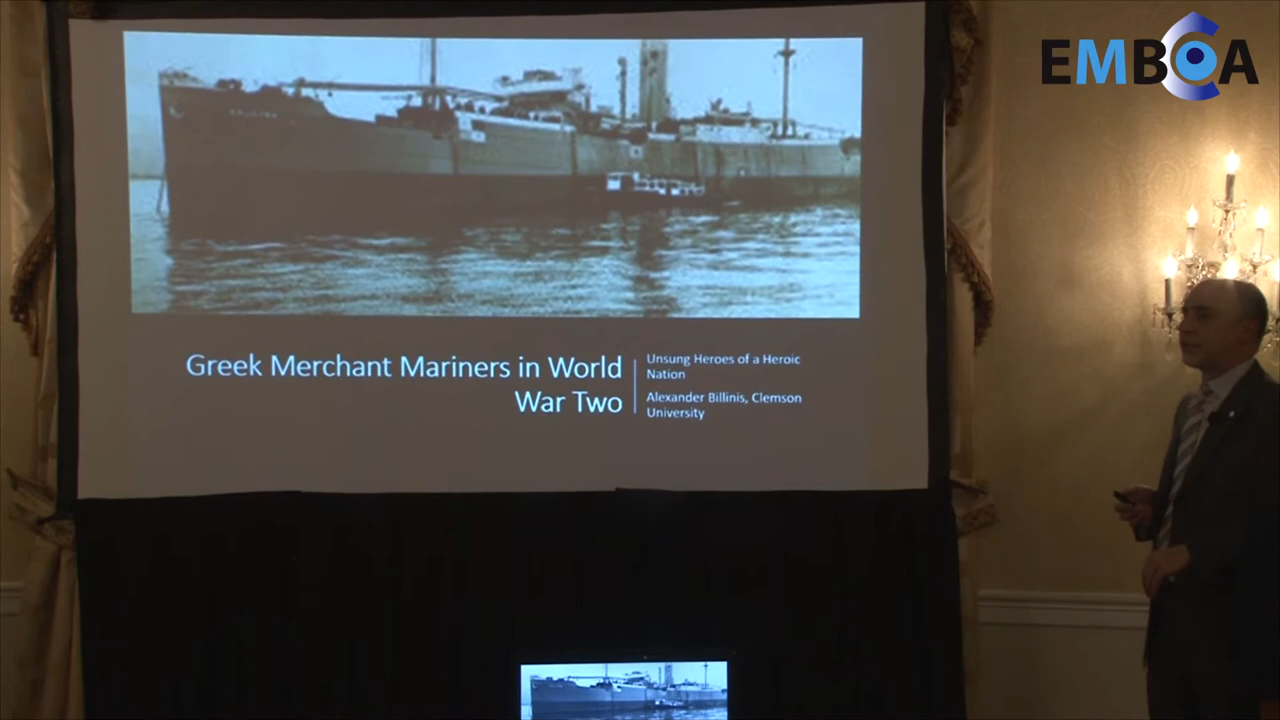 EMBCA
Greek Merchant Mariners in World
War Two
Unsung Heroes of a Heroic
Nation
Alexander Billinis, Clemson
University